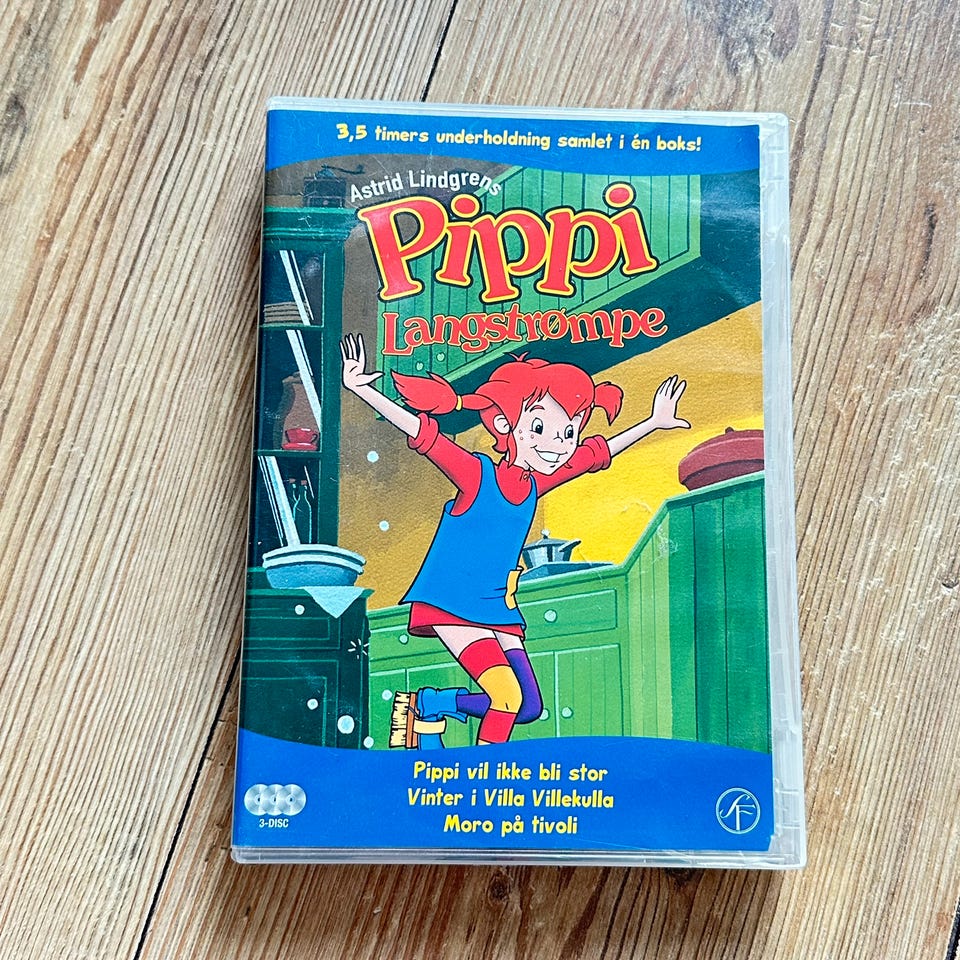 3,5 timers underholdning samlet i én boks!
Astrid Lindgrens
Pippi
Langstrømpe
Pippi vil ikke bli stor
Vinter i Villa Villekulla
Moro på tivoli
3-DISC
SF